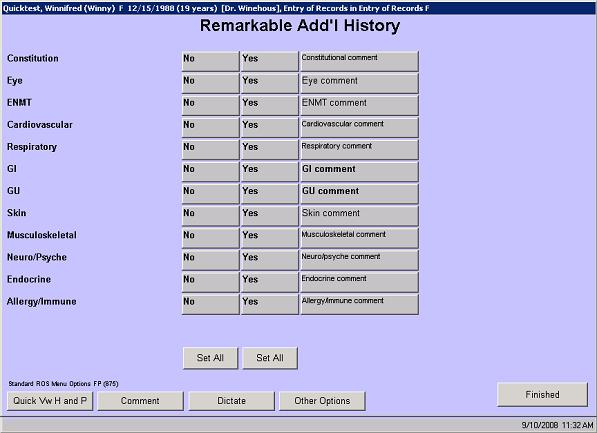 Quicktest, Winnifred (Winny)  F  12/15/1988 (19 years)  [Dr. Winehous], Entry of Records in Entry of Records F
Remarkable Add'l History
Constitution No Yes Constitutional comment
Eye No Yes Eye comment
ENMT No Yes ENMT comment
Cardiovascular No Yes Cardiovascular comment
Respiratory No Yes Respiratory comment
GI No Yes GI comment
GU No Yes GU comment
Skin No Yes Skin comment
Musculoskeletal No Yes Musculoskeletal comment
Neuro/Psyche No Yes Neuro/psyche comment
Endocrine No Yes Endocrine comment
Allergy/Immune No Yes Allergy/Immune comment
Set All Set All
Standard ROS Menu Options FP (875)
Quick Vw H and P Comment Dictate Other Options Finished
9/10/2008 11:32 AM